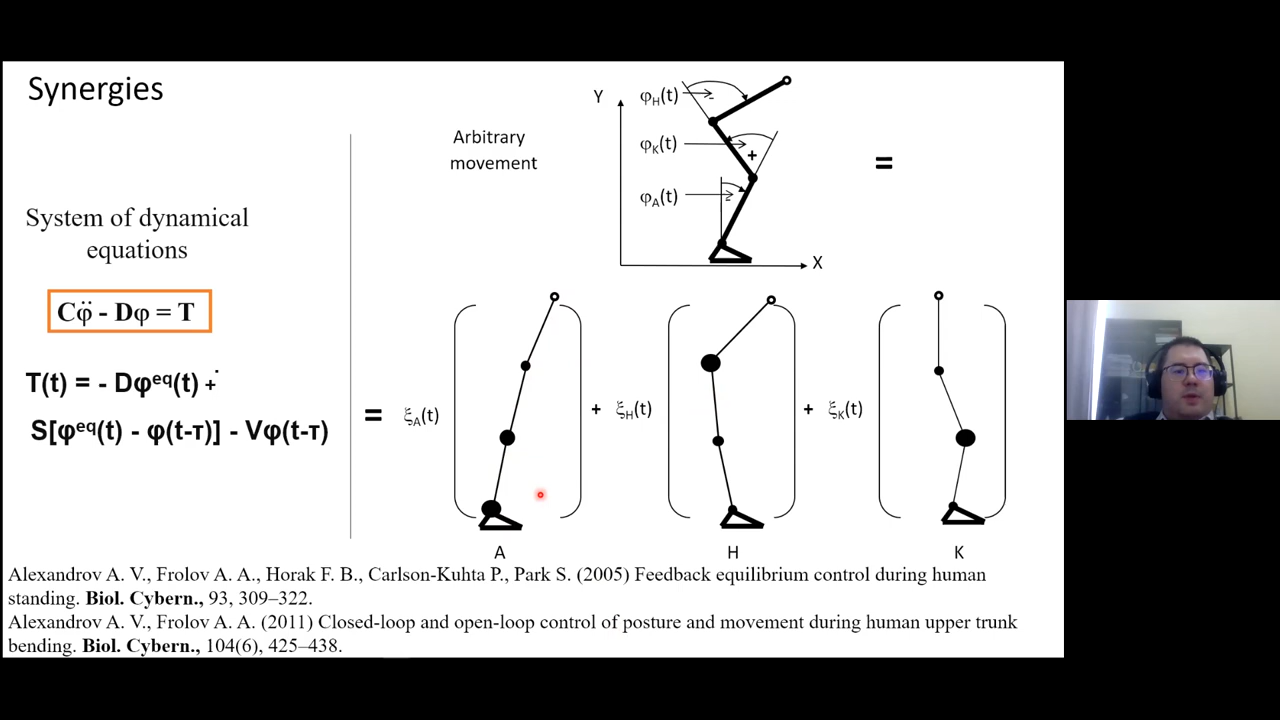 Synergies
System of dynamical
equations
Cφ̈ - Dφ = T
T(t) = - Dφᵉq(t) +
S[φᵉq(t) - φ(t-τ)] - Vφ̇(t-τ)
Arbitrary
movement
Y
φH(t)
-
φK(t)
+
φA(t)
-
X
=
= ξA(t)
+ ξH(t)
+ ξK(t)
A
H
K
Alexandrov A. V., Frolov A. A., Horak F. B., Carlson-Kuhta P., Park S. (2005) Feedback equilibrium control during human
standing. Biol. Cybern., 93, 309–322.
Alexandrov A. V., Frolov A. A. (2011) Closed-loop and open-loop control of posture and movement during human upper trunk
bending. Biol. Cybern., 104(6), 425–438.